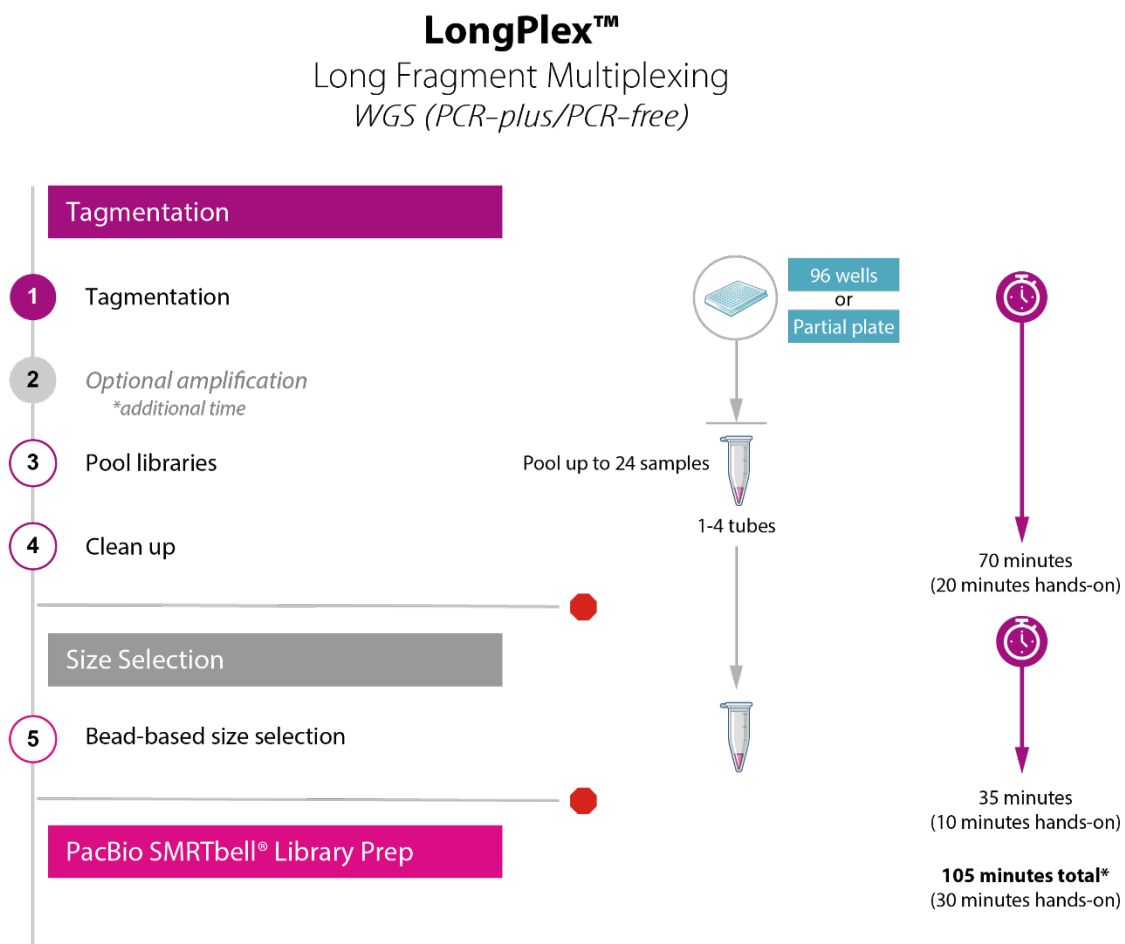 LongPlex™
Long Fragment Multiplexing
WGS (PCR-plus/PCR-free)
Tagmentation
1
Tagmentation
96 wells
or
Partial plate
2
Optional amplification
*additional time
3
Pool libraries
Pool up to 24 samples
1-4 tubes
4
Clean up
70 minutes
(20 minutes hands-on)
Size Selection
5
Bead-based size selection
35 minutes
(10 minutes hands-on)
PacBio SMRTbell® Library Prep
105 minutes total*
(30 minutes hands-on)